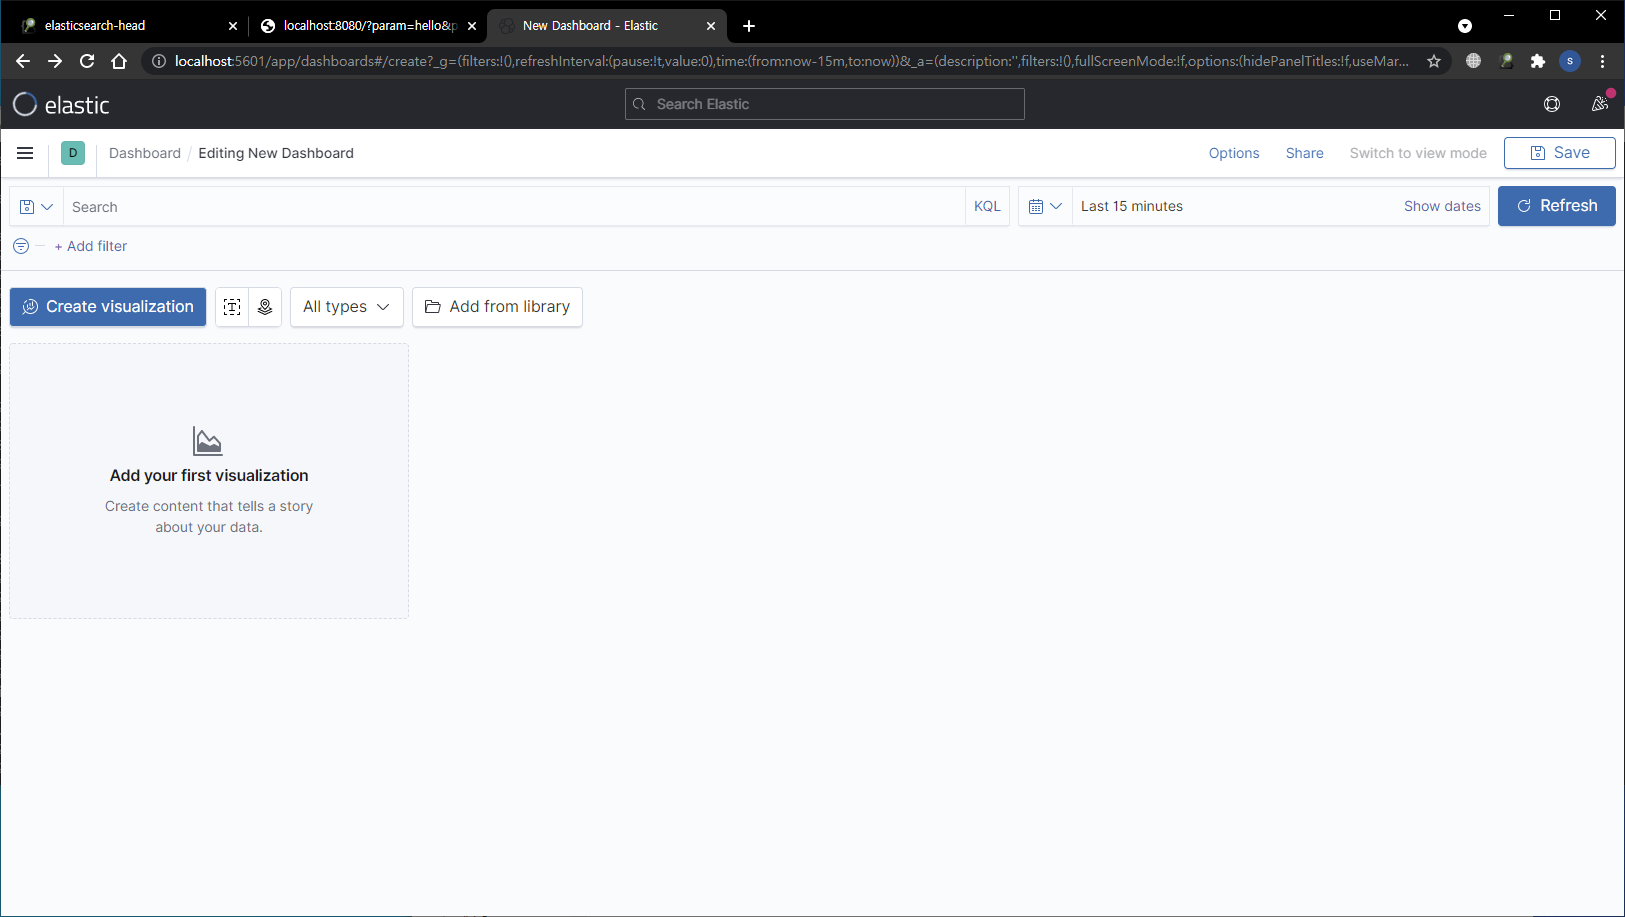 elasticsearch-head
localhost:8080/?param=hello&p
New Dashboard - Elastic
localhost:5601/app/dashboards#/create?_g=(filters:!(),refreshInterval:(pause:!t,value:0),time:(from:now-15m,to:now))&_a=(description:'',filters:!(),fullScreenMode:!f,options:(hidePanelTitles:!f,useMar...
S
elastic
Search Elastic
D
Dashboard / Editing New Dashboard
Options
Share
Switch to view mode
Save
Search
KQL
Last 15 minutes
Show dates
Refresh
+ Add filter
Create visualization
T
All types
Add from library
Add your first visualization
Create content that tells a story
about your data.